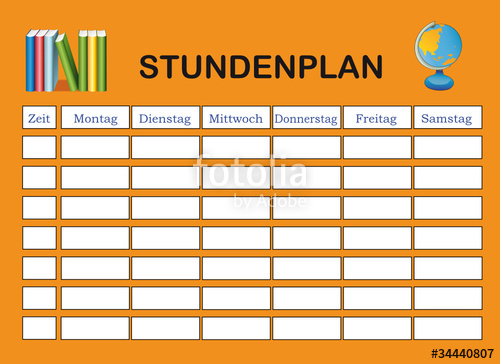 STUNDENPLAN
Zeit Montag Dienstag Mittwoch Donnerstag Freitag Samstag
fotolia
by Adobe
#34440807